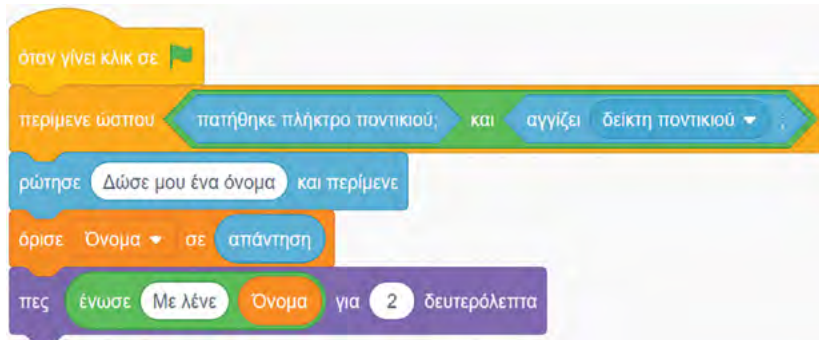 όταν γίνει κλικ σε
περίμενε ώσπου πατήθηκε πλήκτρο ποντικιού; και αγγίζει δείκτη ποντικιού ;
ρώτησε Δώσε μου ένα όνομα και περίμενε
όρισε Όνομα σε απάντηση
πες ένωσε Με λένε Όνομα για 2 δευτερόλεπτα